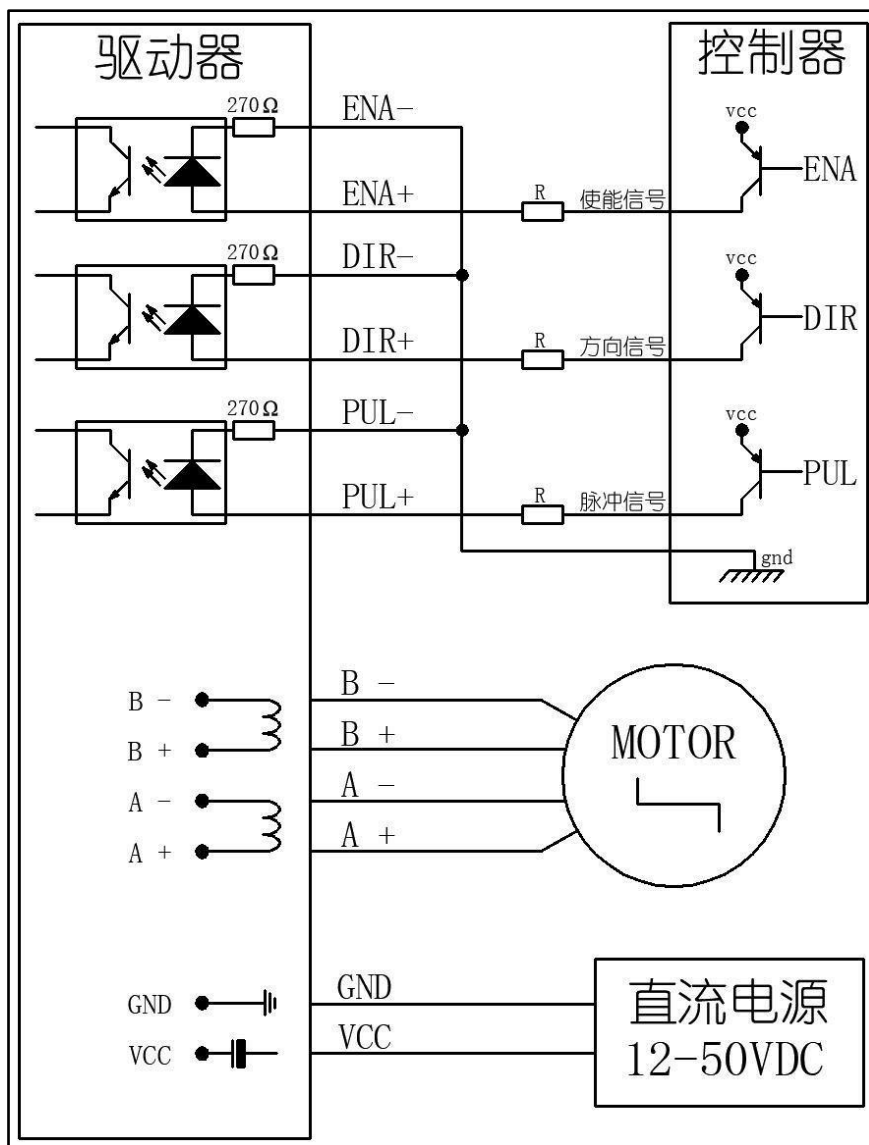 驱动器
控制器
270Ω
ENA-
vcc
ENA
ENA+
R
使能信号
270Ω
DIR-
vcc
DIR
DIR+
R
方向信号
270Ω
PUL-
vcc
PUL
PUL+
R
脉冲信号
gnd
B -
B -
B +
B +
MOTOR
A -
A -
A +
A +
GND
GND
直流电源
VCC
VCC
12-50VDC